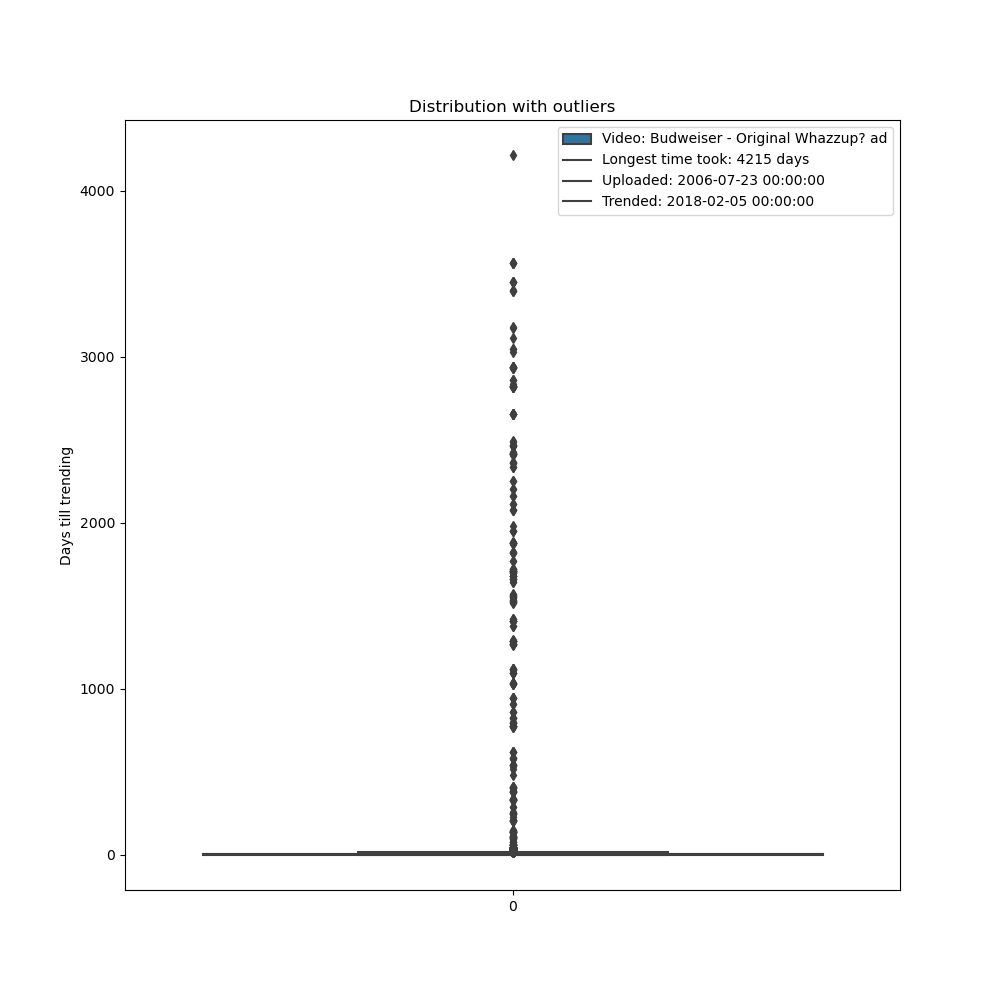 Distribution with outliers
Video: Budweiser - Original Whazzup? ad
Longest time took: 4215 days
Uploaded: 2006-07-23 00:00:00
Trended: 2018-02-05 00:00:00
Days till trending
4000
3000
2000
1000
0
0